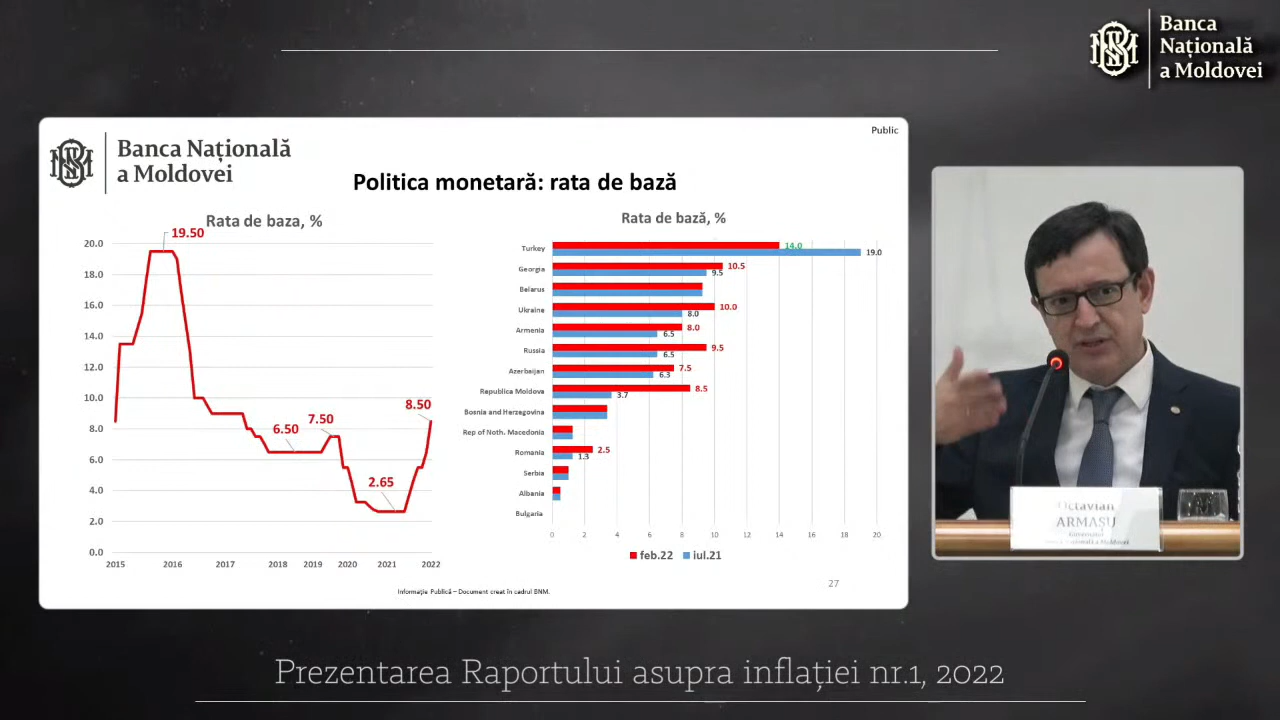 Banca
Națională
a Moldovei
Public
Banca Națională
a Moldovei
Politica monetară: rata de bază
Rata de baza, %
19.50
20.0
18.0
16.0
14.0
12.0
10.0
8.0
6.0
4.0
2.0
0.0
6.50
7.50
8.50
2.65
2015 2016 2017 2018 2019 2020 2021 2022
Rata de bază, %
Turkey 14.0 19.0
Georgia 10.5 9.5
Belarus
Ukraine 10.0 8.0
Armenia 8.0 6.5
Russia 9.5 6.5
Azerbaijan 7.5 6.3
Republica Moldova 8.5 3.7
Bosnia and Herzegovina
Rep of Noth. Macedonia
Romania 2.5 1.3
Serbia
Albania
Bulgaria
0 2 4 6 8 10 12 14 16 18 20
feb.22 iul.21
27
Informație Publică – Document creat în cadrul BNM.
Octavian
ARMAȘU
Prezentarea Raportului asupra inflației nr.1, 2022